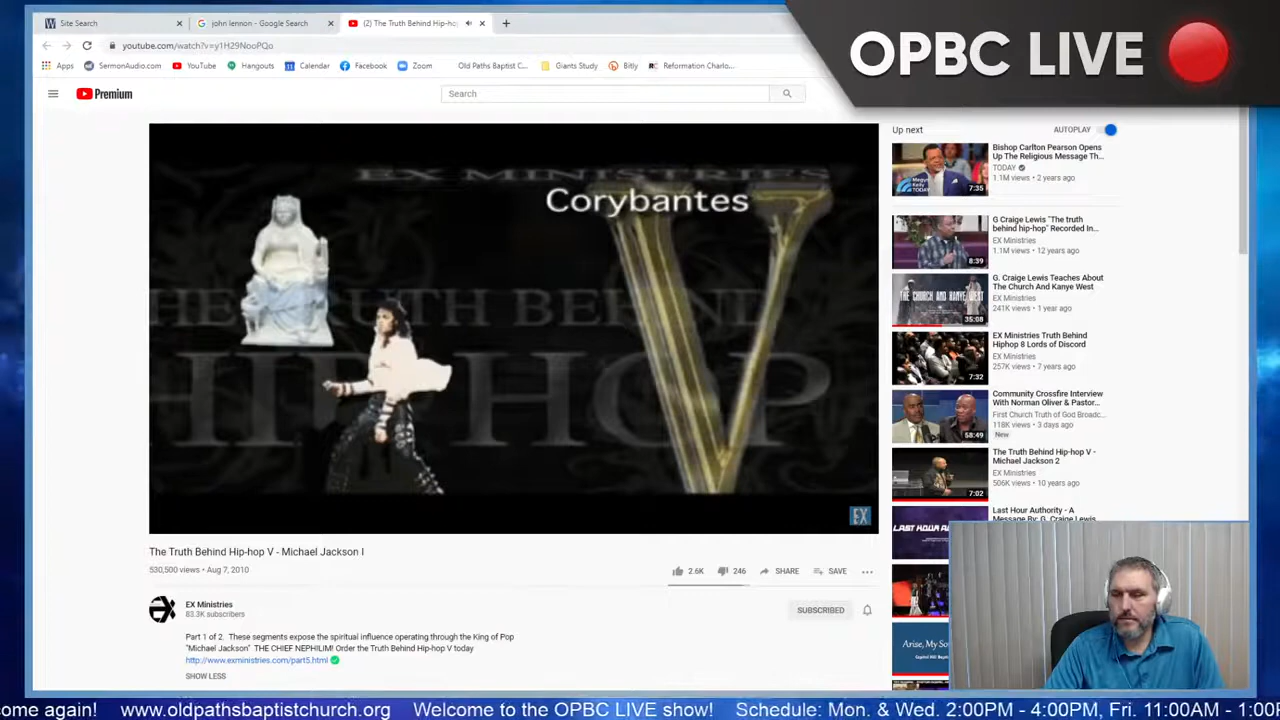 Site Search
john lennon - Google Search
(2) The Truth Behind Hip-ho
OPBC LIVE
youtube.com/watch?v=y1H29NooPQo
Apps SermonAudio.com YouTube Hangouts Calendar Facebook Zoom Old Paths Baptist C... Giants Study Bitly Reformation Charlo...
Premium
Search
Corybantes
EX
Up next AUTOPLAY
Bishop Carlton Pearson Opens
Up The Religious Message Th...
TODAY
1.1M views • 2 years ago
7:35
G Craige Lewis "The truth
behind hip-hop" Recorded In...
EX Ministries
1.1M views • 12 years ago
8:39
G. Craige Lewis Teaches About
The Church And Kanye West
EX Ministries
241K views • 1 year ago
THE CHURCH AND KANYE WEST
35:08
EX Ministries Truth Behind
Hiphop 8 Lords of Discord
EX Ministries
257K views • 7 years ago
7:32
Community Crossfire Interview
With Norman Oliver & Pastor...
First Church Truth of God Broadc...
118K views • 3 days ago
New
58:49
The Truth Behind Hip-hop V -
Michael Jackson 2
EX Ministries
506K views • 10 years ago
7:02
Last Hour Authority - A
Message By: G. Craige Lewis
LAST HOUR
Arise, My So
The Truth Behind Hip-hop V - Michael Jackson I
530,500 views • Aug 7, 2010
2.6K 246 SHARE SAVE
EX Ministries
83.3K subscribers
SUBSCRIBED
Part 1 of 2. These segments expose the spiritual influence operating through the King of Pop
"Michael Jackson" THE CHIEF NEPHILIM! Order the Truth Behind Hip-hop V today
http://www.exministries.com/part5.html
SHOW LESS
ome again! www.oldpathsbaptistchurch.org Welcome to the OPBC LIVE show! Schedule: Mon. & Wed. 2:00PM - 4:00PM, Fri. 11:00AM - 1:00P